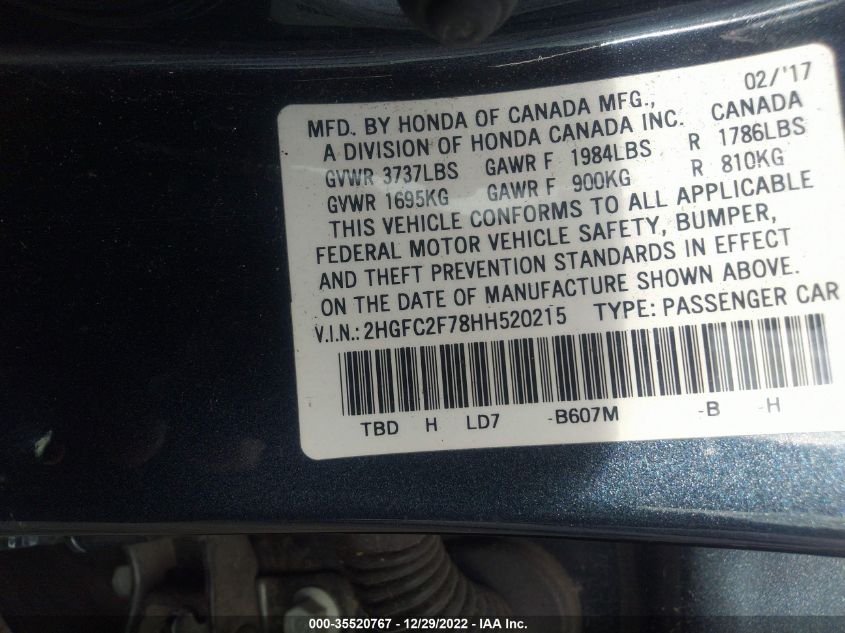 02/'17
MFD. BY HONDA OF CANADA MFG., CANADA
A DIVISION OF HONDA CANADA INC.
GVWR 3737LBS GAWR F 1984LBS R 1786LBS
GVWR 1695KG GAWR F 900KG R 810KG
THIS VEHICLE CONFORMS TO ALL APPLICABLE
FEDERAL MOTOR VEHICLE SAFETY, BUMPER,
AND THEFT PREVENTION STANDARDS IN EFFECT
ON THE DATE OF MANUFACTURE SHOWN ABOVE.
V.I.N.: 2HGFC2F78HH520215 TYPE: PASSENGER CAR
TBD H LD7 -B607M -B -H
000-35520767 - 12/29/2022 - IAA Inc.